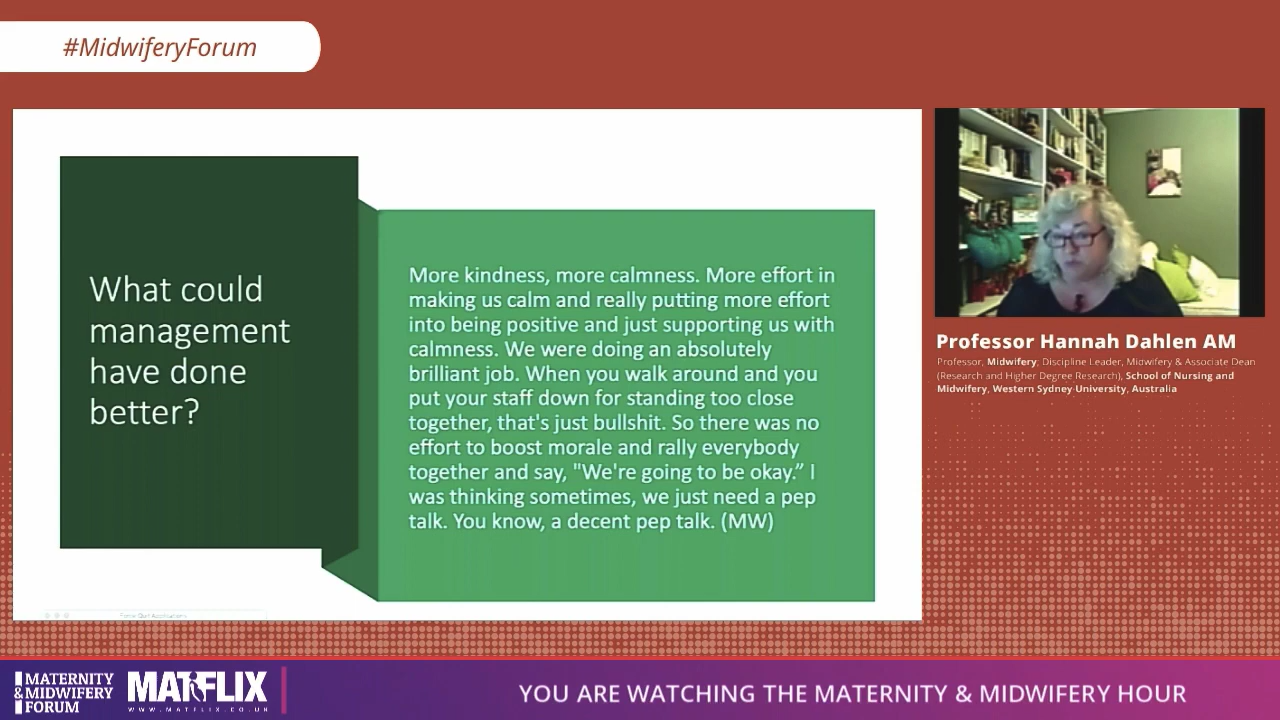 #MidwiferyForum
What could
management
have done
better?
More kindness, more calmness. More effort in
making us calm and really putting more effort
into being positive and just supporting us with
calmness. We were doing an absolutely
brilliant job. When you walk around and you
put your staff down for standing too close
together, that's just bullshit. So there was no
effort to boost morale and rally everybody
together and say, "We're going to be okay.” I
was thinking sometimes, we just need a pep
talk. You know, a decent pep talk. (MW)
Professor Hannah Dahlen AM
Professor, Midwifery; Discipline Leader, Midwifery & Associate Dean
(Research and Higher Degree Research), School of Nursing and
Midwifery, Western Sydney University, Australia
Force Quit Applications
MATERNITY
& MIDWIFERY
FORUM
MATFLIX
WWW.MATFLIX.CO.UK
YOU ARE WATCHING THE MATERNITY & MIDWIFERY HOUR